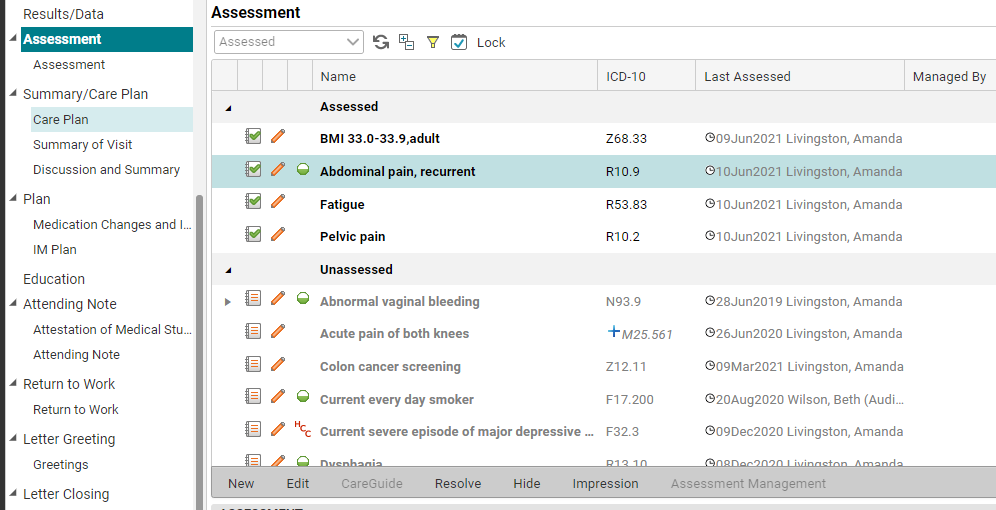 Results/Data
Assessment
Assessment
Summary/Care Plan
Care Plan
Summary of Visit
Discussion and Summary
Plan
Medication Changes and I...
IM Plan
Education
Attending Note
Attestation of Medical Stu...
Attending Note
Return to Work
Return to Work
Letter Greeting
Greetings
Letter Closing
Assessment
Assessed Lock
Name ICD-10 Last Assessed Managed By
Assessed
BMI 33.0-33.9,adult Z68.33 09Jun2021 Livingston, Amanda
Abdominal pain, recurrent R10.9 10Jun2021 Livingston, Amanda
Fatigue R53.83 10Jun2021 Livingston, Amanda
Pelvic pain R10.2 10Jun2021 Livingston, Amanda
Unassessed
Abnormal vaginal bleeding N93.9 28Jun2019 Livingston, Amanda
Acute pain of both knees M25.561 26Jun2020 Livingston, Amanda
Colon cancer screening Z12.11 09Mar2021 Livingston, Amanda
Current every day smoker F17.200 20Aug2020 Wilson, Beth (Audi...
HCC Current severe episode of major depressive ... F32.3 09Dec2020 Livingston, Amanda
Dysphagia R13.10 08Dec2020 Livingston, Amanda
New Edit CareGuide Resolve Hide Impression Assessment Management
ASSESSMENT